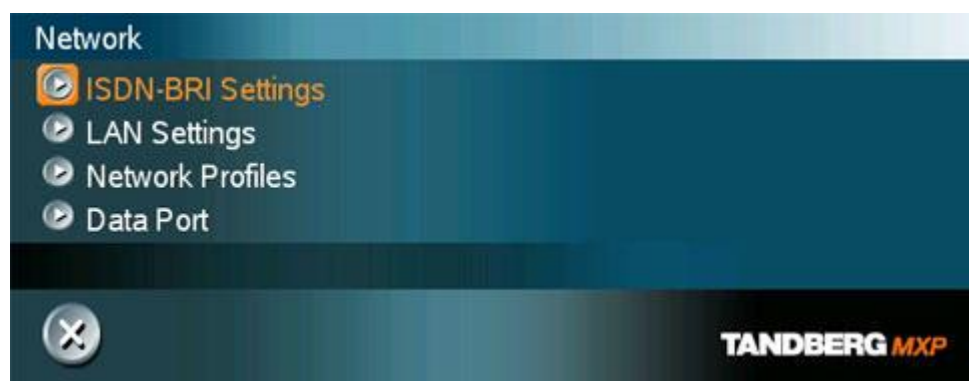 Network
ISDN-BRI Settings
LAN Settings
Network Profiles
Data Port
TANDBERG MXP